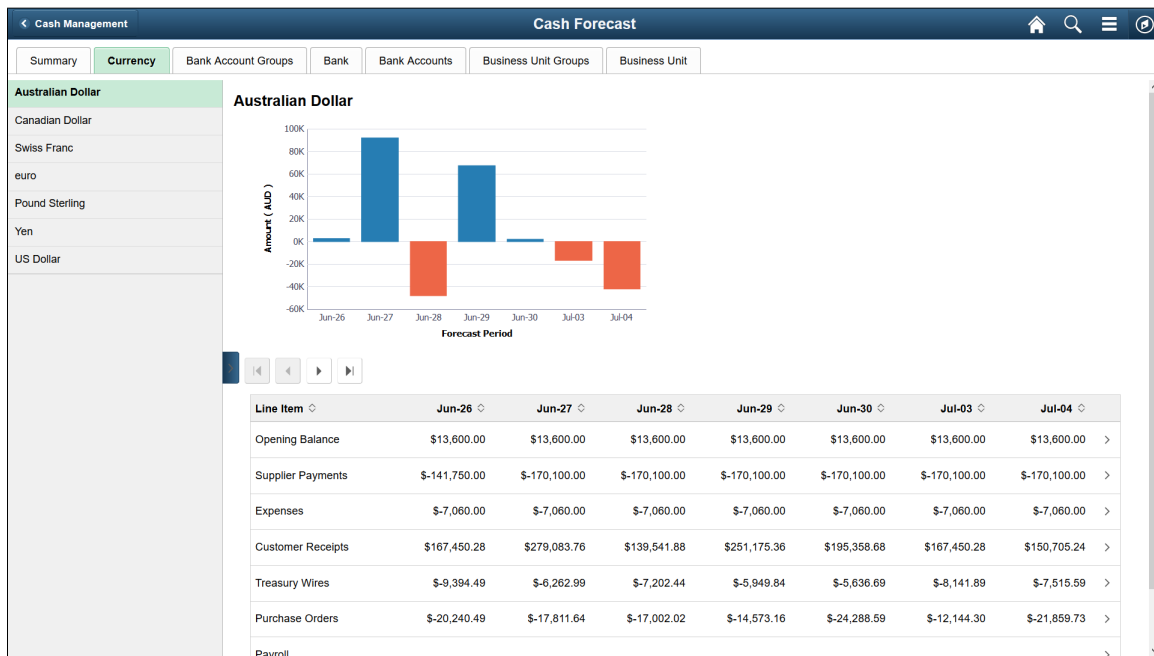 Cash Management
Cash Forecast
Summary Currency Bank Account Groups Bank Bank Accounts Business Unit Groups Business Unit
Australian Dollar
Canadian Dollar
Swiss Franc
euro
Pound Sterling
Yen
US Dollar
Australian Dollar
100K
80K
60K
40K
20K
0K
-20K
-40K
-60K
Amount ( AUD )
Jun-26 Jun-27 Jun-28 Jun-29 Jun-30 Jul-03 Jul-04
Forecast Period
Line Item Jun-26 Jun-27 Jun-28 Jun-29 Jun-30 Jul-03 Jul-04
Opening Balance $13,600.00 $13,600.00 $13,600.00 $13,600.00 $13,600.00 $13,600.00 $13,600.00
Supplier Payments $-141,750.00 $-170,100.00 $-170,100.00 $-170,100.00 $-170,100.00 $-170,100.00 $-170,100.00
Expenses $-7,060.00 $-7,060.00 $-7,060.00 $-7,060.00 $-7,060.00 $-7,060.00 $-7,060.00
Customer Receipts $167,450.28 $279,083.76 $139,541.88 $251,175.36 $195,358.68 $167,450.28 $150,705.24
Treasury Wires $-9,394.49 $-6,262.99 $-7,202.44 $-5,949.84 $-5,636.69 $-8,141.89 $-7,515.59
Purchase Orders $-20,240.49 $-17,811.64 $-17,002.02 $-14,573.16 $-24,288.59 $-12,144.30 $-21,859.73
Payroll